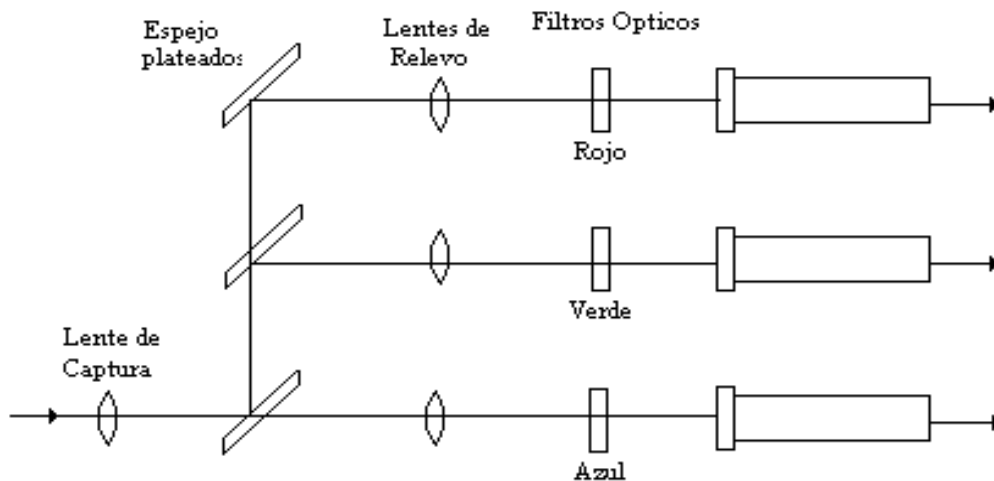 Espejo
plateados
Lentes de
Relevo
Filtros Opticos
Rojo
Verde
Lente de
Captura
Azul